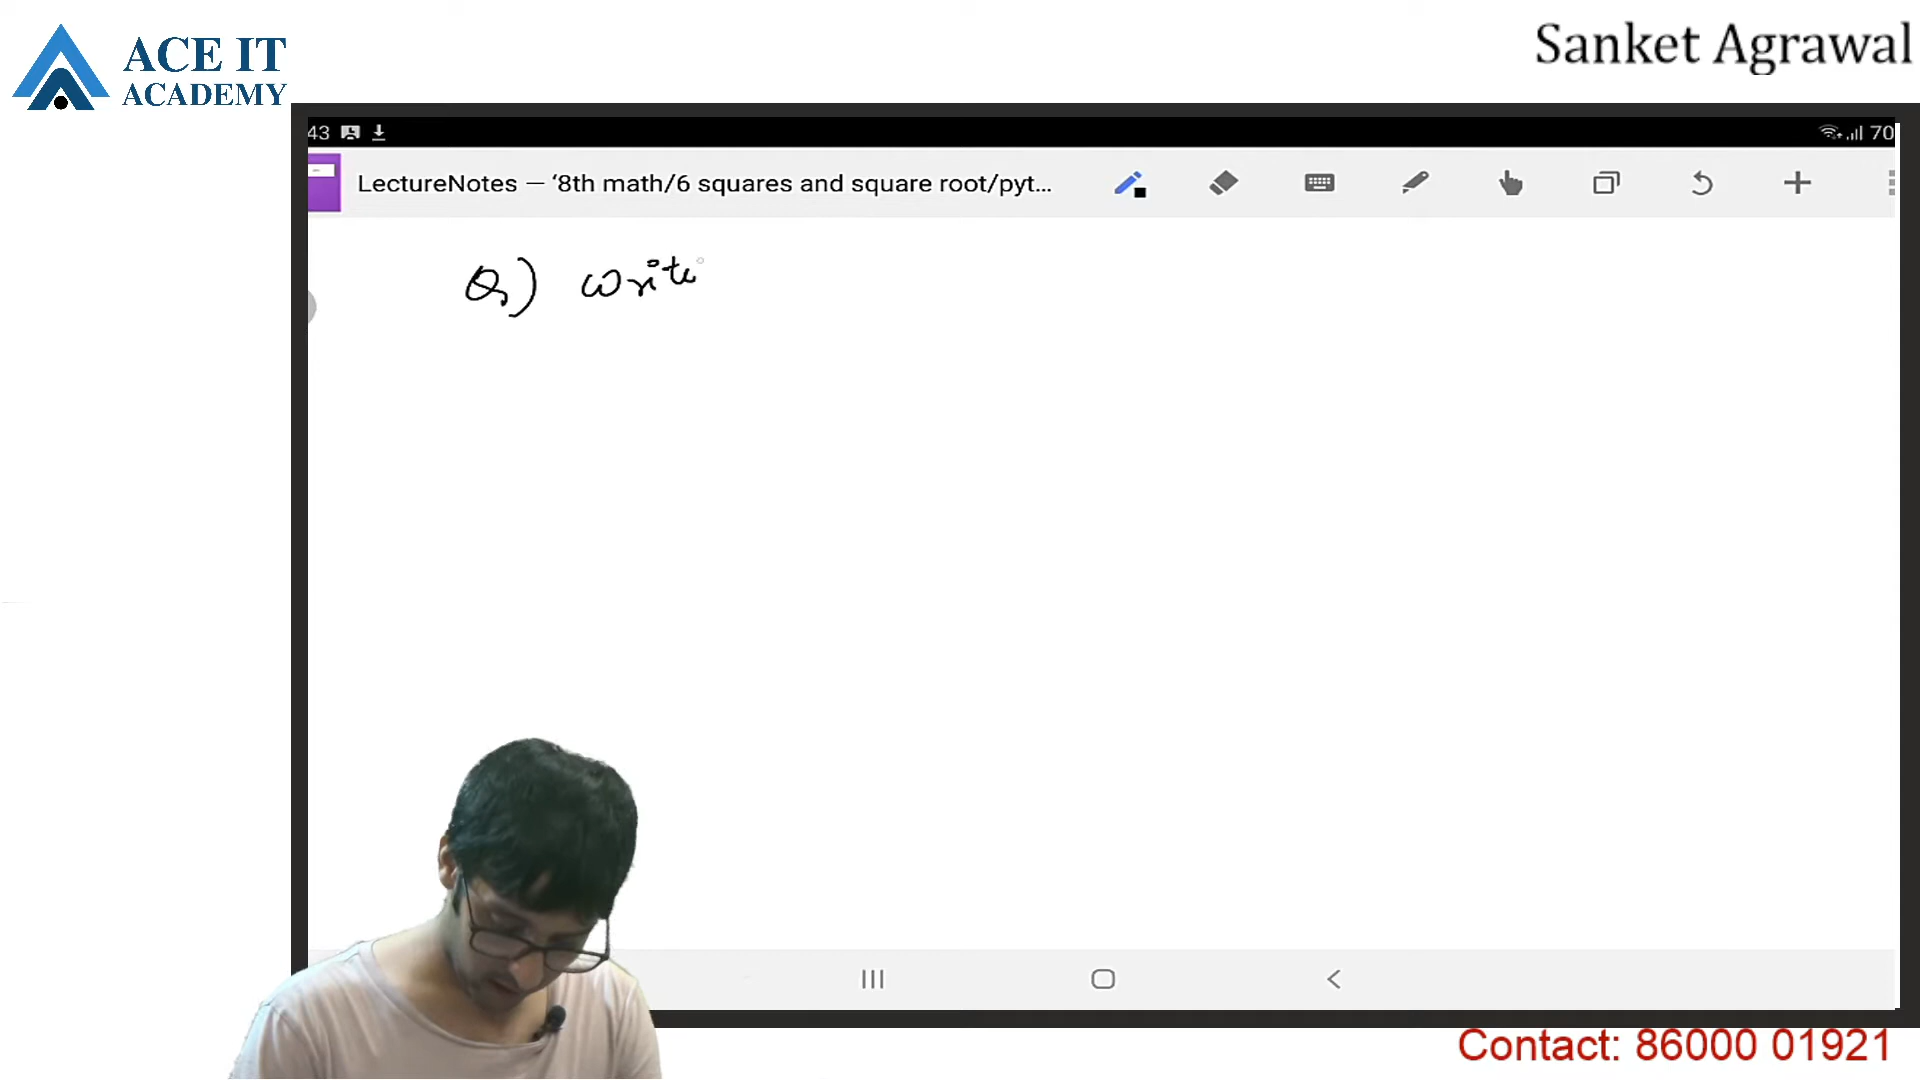 ACE IT
ACADEMY
Sanket Agrawal
43 70
LectureNotes — ‘8th math/6 squares and square root/pyt...
Q) write
Contact: 86000 01921